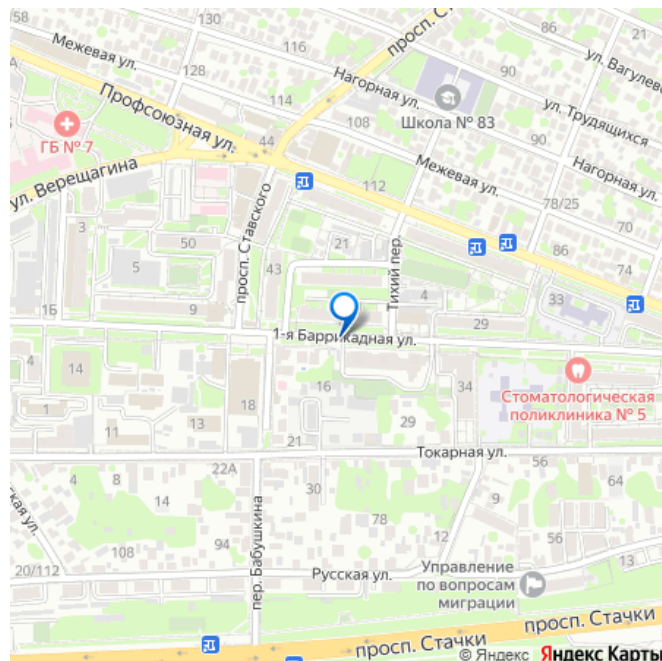 58
130
Межевая ул.
116
просп. Ст
21
ул. Вагулевс
128
Нагорная ул.
90
Профсоюзная ул.
114
ул. Трудящихся
ГБ № 7
Школа № 83
108
90
44
Межевая ул.
Нагорная ул.
ул. Верещагина
112
78/25
70
3
просп. Ставского
50
21
Тихий пер.
86
74
5
43
4
33
1Б
9
29
1-я Баррикадная ул.
4
14
16
34
Стоматологическая
поликлиника № 5
1
18
11
13
21
29
Токарная ул.
22А
56
56
64
8
14
30
9
ская ул.
пер. Бабушкина
78
108
94
12
Управление
по вопросам
миграции
13
20/112
Русская ул.
просп. Стачки
просп. Стачки
© Яндекс Яндекс Карты